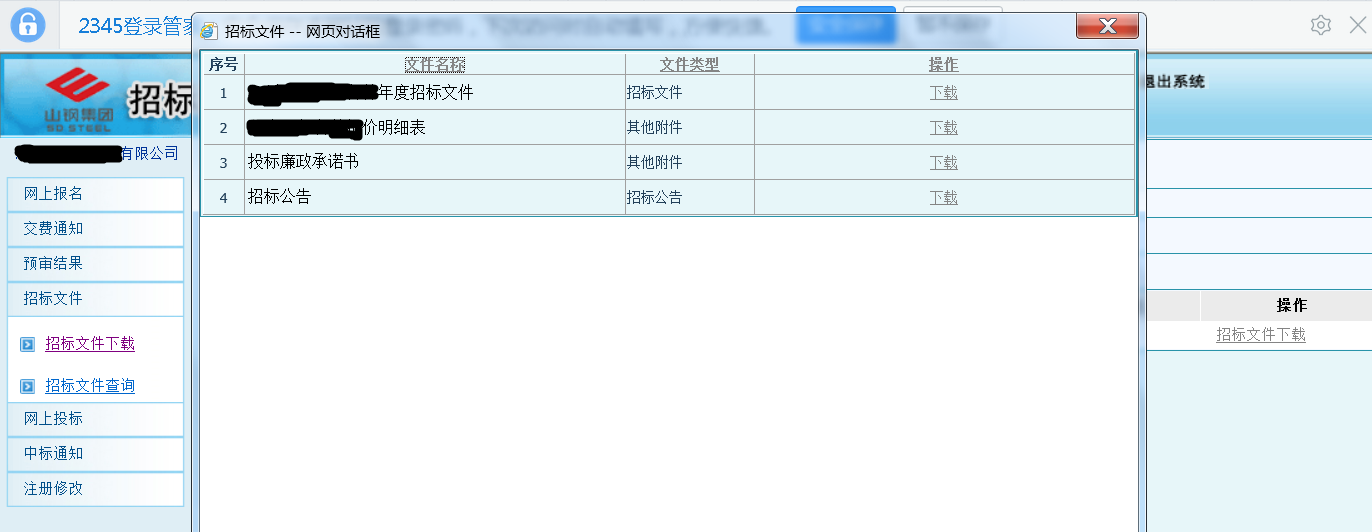 2345登录管家
招标文件 -- 网页对话框
山钢集团
SD STEEL
招标
退出系统
有限公司
网上报名
交费通知
预审结果
招标文件
招标文件下载
招标文件查询
网上投标
中标通知
注册修改
序号 文件名称 文件类型 操作
1 年度招标文件 招标文件 下载
2 价明细表 其他附件 下载
3 投标廉政承诺书 其他附件 下载
4 招标公告 招标公告 下载
操作
招标文件下载